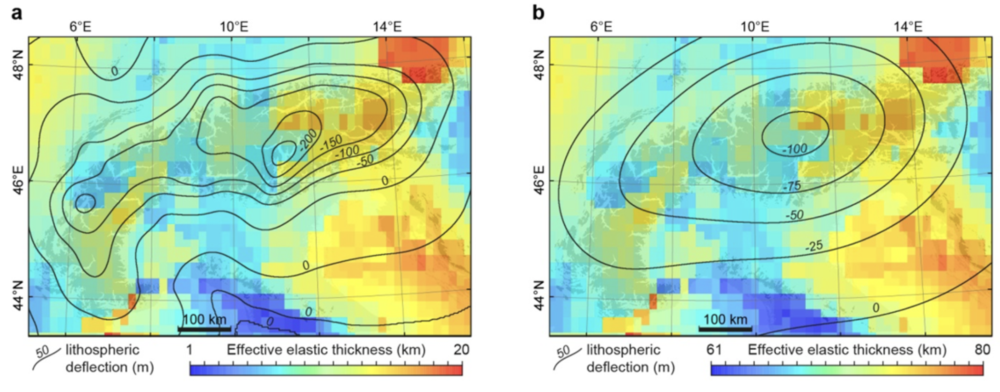 a
6°E 10°E 14°E
48°N
46°E
44°N
0
-200
-150
-100
-50
0
0
0
0
100 km
50 lithospheric
deflection (m)
1 Effective elastic thickness (km) 20
b
6°E 10°E 14°E
48°N
46°E
44°N
-100
-75
-50
-25
0
100 km
50 lithospheric
deflection (m)
61 Effective elastic thickness (km) 80